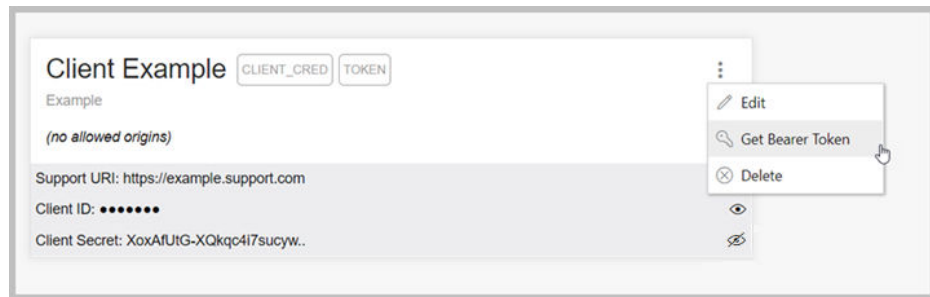 Client Example CLIENT_CRED TOKEN
Example
(no allowed origins)
Edit
Get Bearer Token
Delete
Support URI: https://example.support.com
Client ID: ●●●●●●●
Client Secret: XoxAfUtG-XQkqc4i7sucyw..